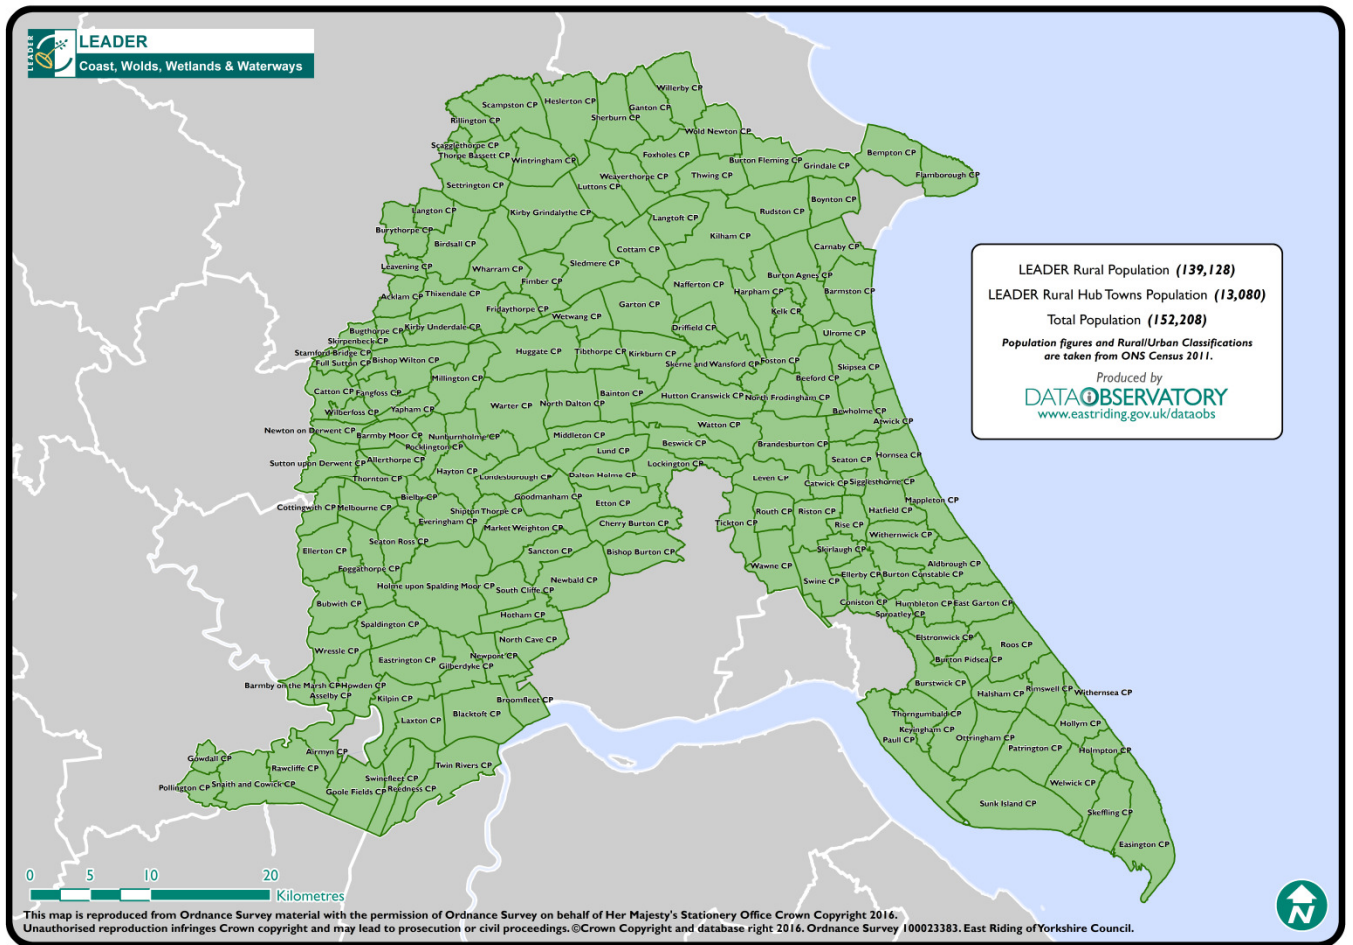 LEADER
LEADER
Coast, Wolds, Wetlands & Waterways
Willerby CP
Heslerton CP
Scampston CP
Ganton CP
Sherburn CP
Rillington CP
Wold Newton CP
Scagglethorpe CP
Thorpe Bassett CP
Wintringham CP
Foxholes CP
Burton Fleming CP
Grindale CP
Bempton CP
Flamborough CP
Weaverthorpe CP
Thwing CP
Settrington CP
Luttons CP
Boynton CP
Langton CP
Kirby Grindalythe CP
Langtoft CP
Rudston CP
Burythorpe CP
Birdsall CP
Kilham CP
Cottam CP
Carnaby CP
Leavening CP
Wharram CP
Sledmere CP
Fimber CP
Nafferton CP
Burton Agnes CP
Acklam CP
Thixendale CP
Harpham CP
Barmston CP
Fridaythorpe CP
Wetwang CP
Garton CP
Kelk CP
Bugthorpe CP
Kirby Underdale CP
Driffield CP
Ulrome CP
Skirpenbeck CP
Stamford Bridge CP
Full Sutton CP
Bishop Wilton CP
Huggate CP
Tibthorpe CP
Kirkburn CP
Skerne and Wansford CP
Foston CP
Skipsea CP
Millington CP
Beeford CP
Catton CP
Fangfoss CP
Bainton CP
Hutton Cranswick CP
North Frodingham CP
Wilberfoss CP
Yapham CP
Warter CP
North Dalton CP
Bewholme CP
Atwick CP
Newton on Derwent CP
Barmby Moor CP
Nunburnholme CP
Middleton CP
Watton CP
Pocklington CP
Lund CP
Beswick CP
Brandesburton CP
Sutton upon Derwent CP
Allerthorpe CP
Lockington CP
Seaton CP
Hornsea CP
Thornton CP
Hayton CP
Londesborough CP
Dalton Holme CP
Leven CP
Catwick CP
Sigglesthorne CP
Bielby CP
Goodmanham CP
Mappleton CP
Cottingwith CP
Melbourne CP
Shipton Thorpe CP
Etton CP
Routh CP
Riston CP
Hatfield CP
Everingham CP
Market Weighton CP
Cherry Burton CP
Tickton CP
Rise CP
Withernwick CP
Seaton Ross CP
Ellerton CP
Sancton CP
Bishop Burton CP
Skirlaugh CP
Foggathorpe CP
Wawne CP
Aldbrough CP
Holme upon Spalding Moor CP
Newbald CP
Swine CP
Ellerby CP
Burton Constable CP
South Cliffe CP
Bubwith CP
Coniston CP
Humbleton CP
East Garton CP
Hotham CP
Sproatley CP
Spaldington CP
North Cave CP
Elstronwick CP
Roos CP
Wressle CP
Eastrington CP
Newport CP
Gilberdyke CP
Burton Pidsea CP
Barmby on the Marsh CP
Howden CP
Burstwick CP
Halsham CP
Rimswell CP
Withernsea CP
Asselby CP
Kilpin CP
Broomfleet CP
Laxton CP
Blacktoft CP
Thorngumbald CP
Hollym CP
Keyingham CP
Paull CP
Ottringham CP
Patrington CP
Holmpton CP
Airmyn CP
Gowdall CP
Rawcliffe CP
Twin Rivers CP
Pollington CP
Snaith and Cowick CP
Swinefleet CP
Goole Fields CP
Reedness CP
Welwick CP
Sunk Island CP
Skeffling CP
Easington CP
LEADER Rural Population (139,128)
LEADER Rural Hub Towns Population (13,080)
Total Population (152,208)
Population figures and Rural/Urban Classifications
are taken from ONS Census 2011.
Produced by
DATA OBSERVATORY
www.eastriding.gov.uk/dataobs
0 5 10 20
Kilometres
N
This map is reproduced from Ordnance Survey material with the permission of Ordnance Survey on behalf of Her Majesty's Stationery Office Crown Copyright 2016.
Unauthorised reproduction infringes Crown copyright and may lead to prosecution or civil proceedings. ©Crown Copyright and database right 2016. Ordnance Survey 100023383. East Riding of Yorkshire Council.